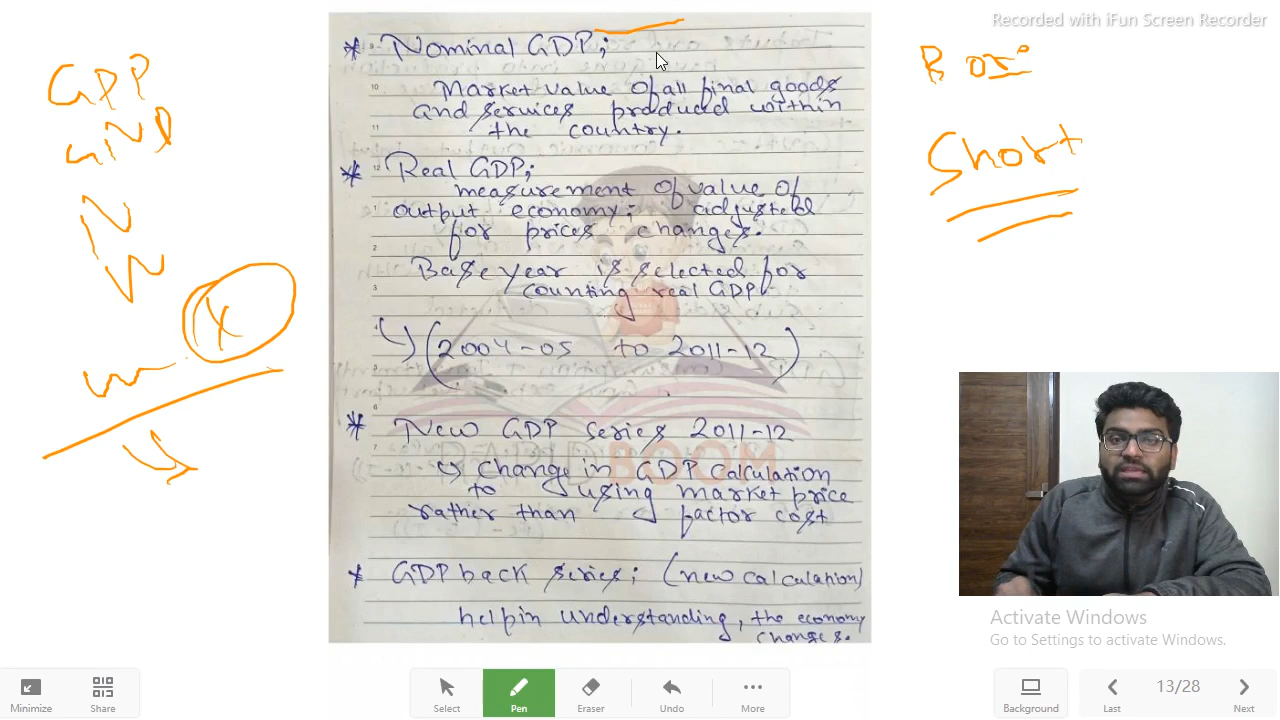 Recorded with iFun Screen Recorder
GDP
GNP
N
N
X
B
Short
* Nominal GDP;
Market value of all final goods
and services produced within
the country.
* Real GDP;
measurement of value of
output economy; adjusted
for prices changes.
Base year is selected for
counting real GDP
(2004-05 to 2011-12)
* New GDP series 2011-12
↳ change in GDP calculation
to using market price
rather than factor cost
BOOM
* GDP back series; (new calculation)
help in understanding, the economy
changes.
Activate Windows
Go to Settings to activate Windows.
Minimize
Share
Select
Pen
Eraser
Undo
More
Background
Last
13/28
Next